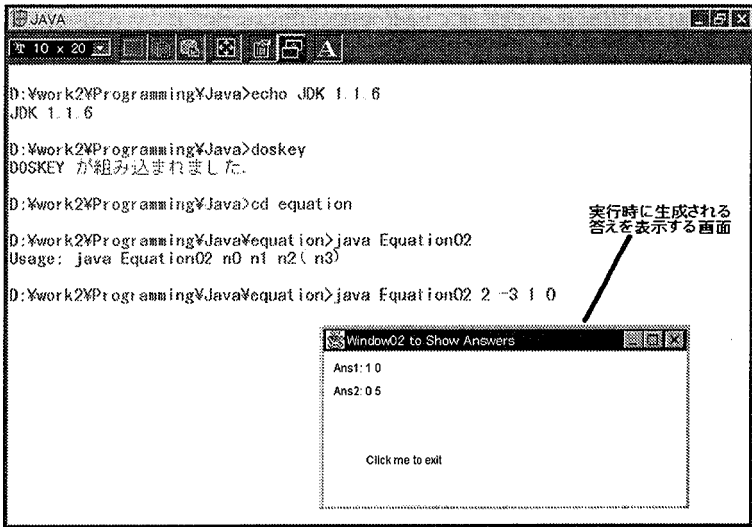 JAVA
Tr 10 x 20 A
D:¥work2¥Programming¥Java>echo JDK 1.1.6
JDK 1.1.6
D:¥work2¥Programming¥Java>doskey
DOSKEY が組み込まれました.
D:¥work2¥Programming¥Java>cd equation
D:¥work2¥Programming¥Java¥equation>java Equation02
Usage: java Equation02 n0 n1 n2( n3)
D:¥work2¥Programming¥Java¥equation>java Equation02 2 -3 1 0
実行時に生成される
答えを表示する画面
Window02 to Show Answers
Ans1: 1.0
Ans2: 0.5
Click me to exit